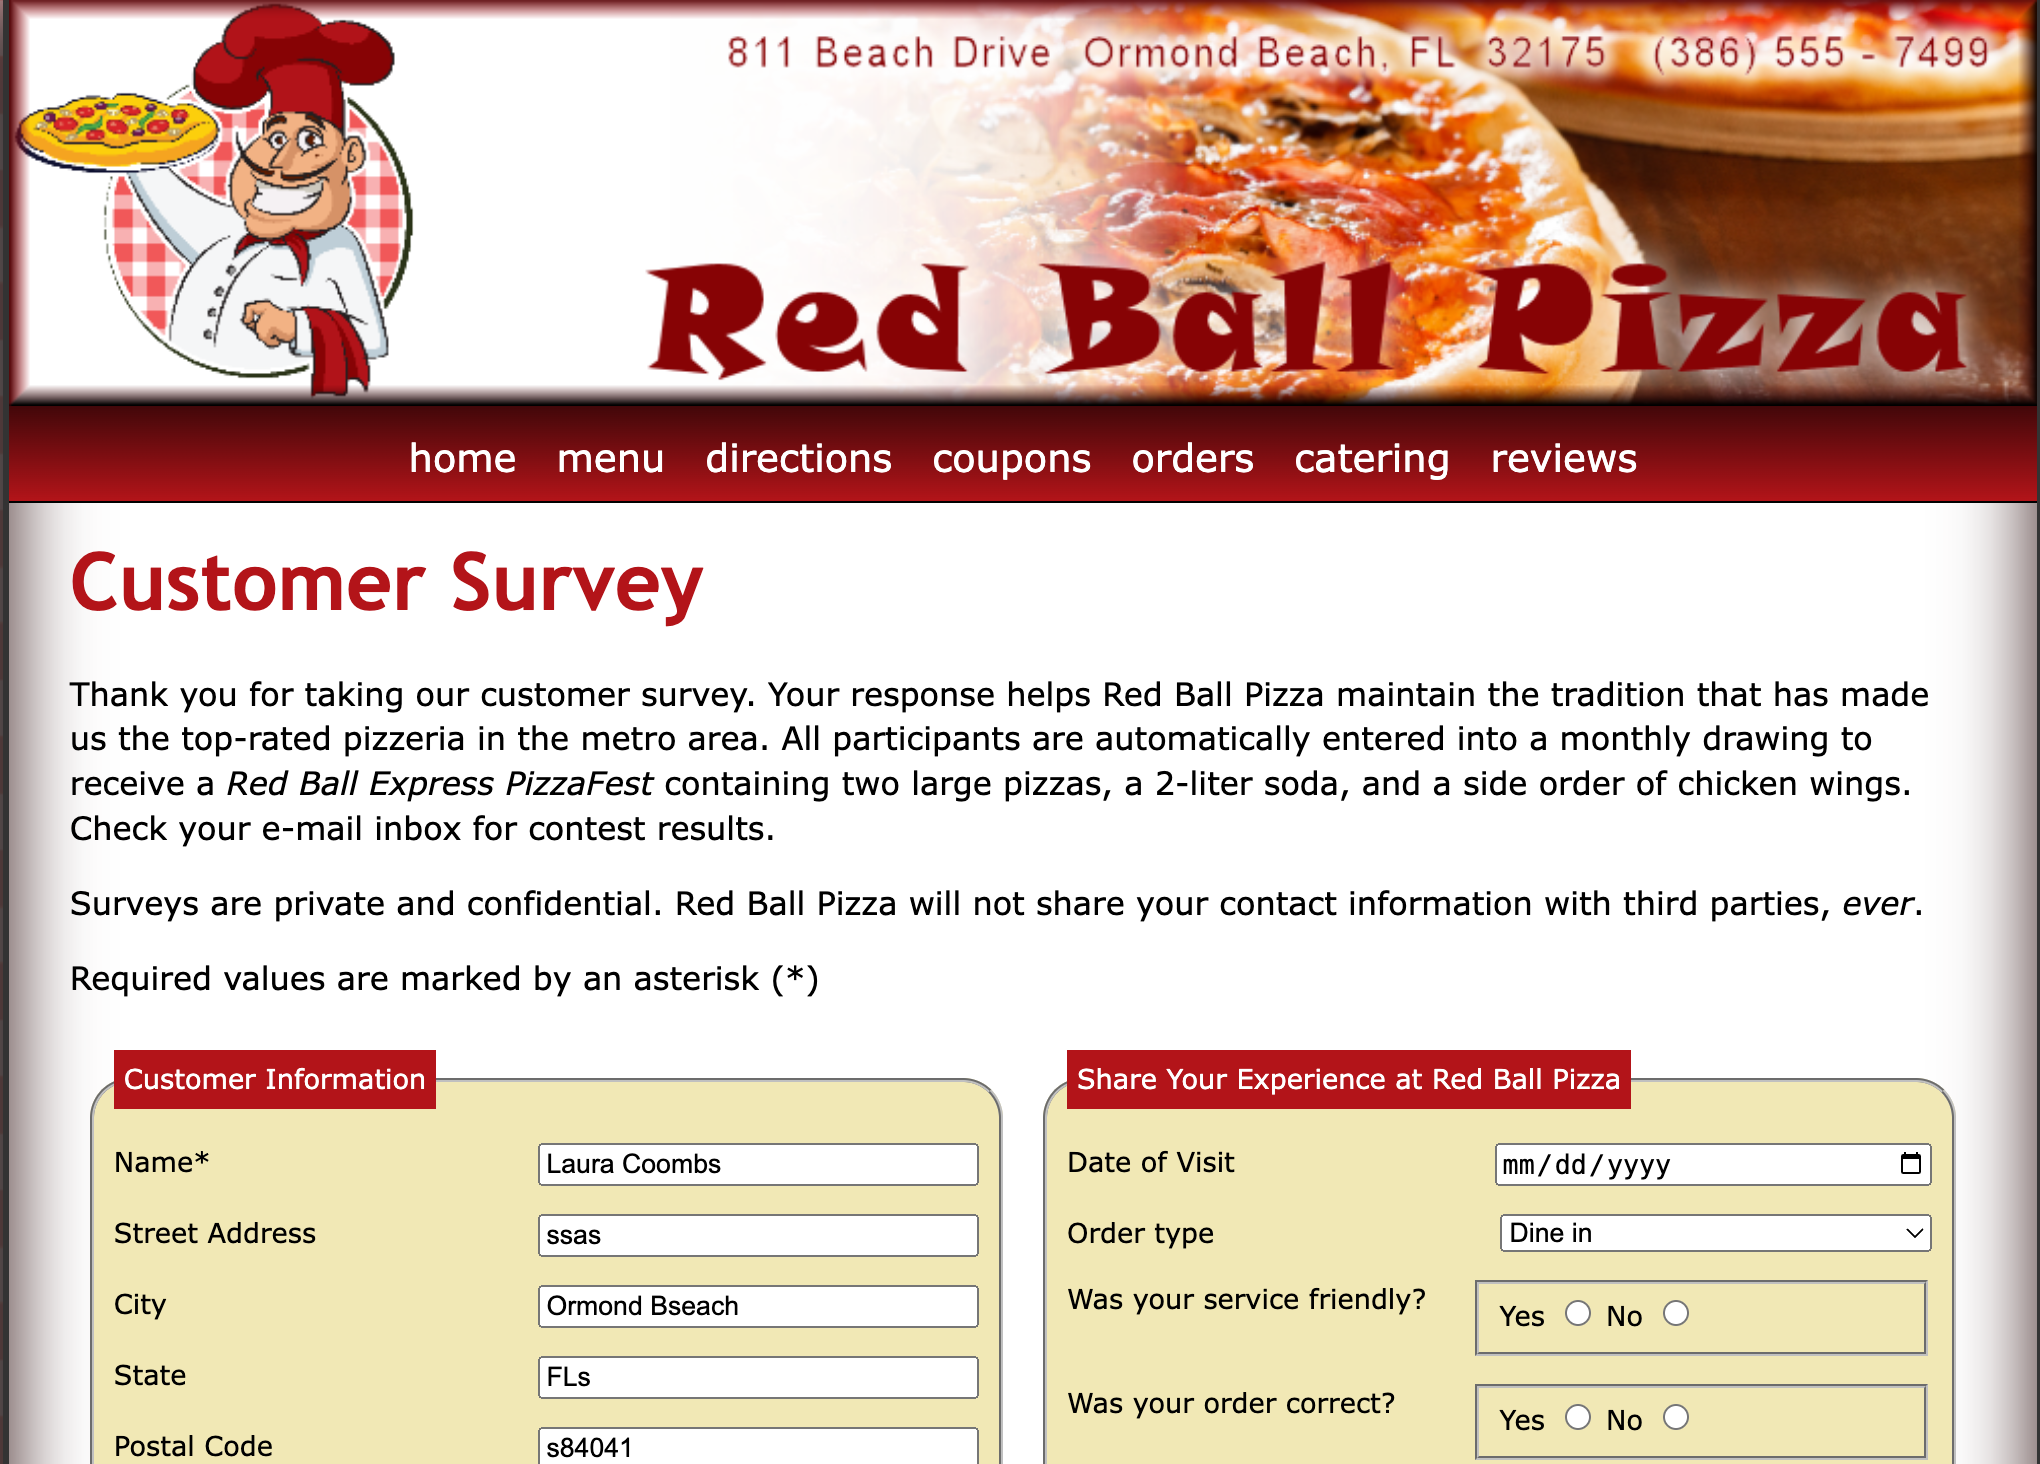 811 Beach Drive Ormond Beach, FL 32175 (386) 555 - 7499
Red Ball Pizza
home menu directions coupons orders catering reviews
Customer Survey
Thank you for taking our customer survey. Your response helps Red Ball Pizza maintain the tradition that has made
us the top-rated pizzeria in the metro area. All participants are automatically entered into a monthly drawing to
receive a Red Ball Express PizzaFest containing two large pizzas, a 2-liter soda, and a side order of chicken wings.
Check your e-mail inbox for contest results.
Surveys are private and confidential. Red Ball Pizza will not share your contact information with third parties, ever.
Required values are marked by an asterisk (*)
Customer Information
Name* Laura Coombs
Street Address ssas
City Ormond Bseach
State FLs
Postal Code s84041
Share Your Experience at Red Ball Pizza
Date of Visit mm/dd/yyyy
Order type Dine in
Was your service friendly? Yes No
Was your order correct? Yes No